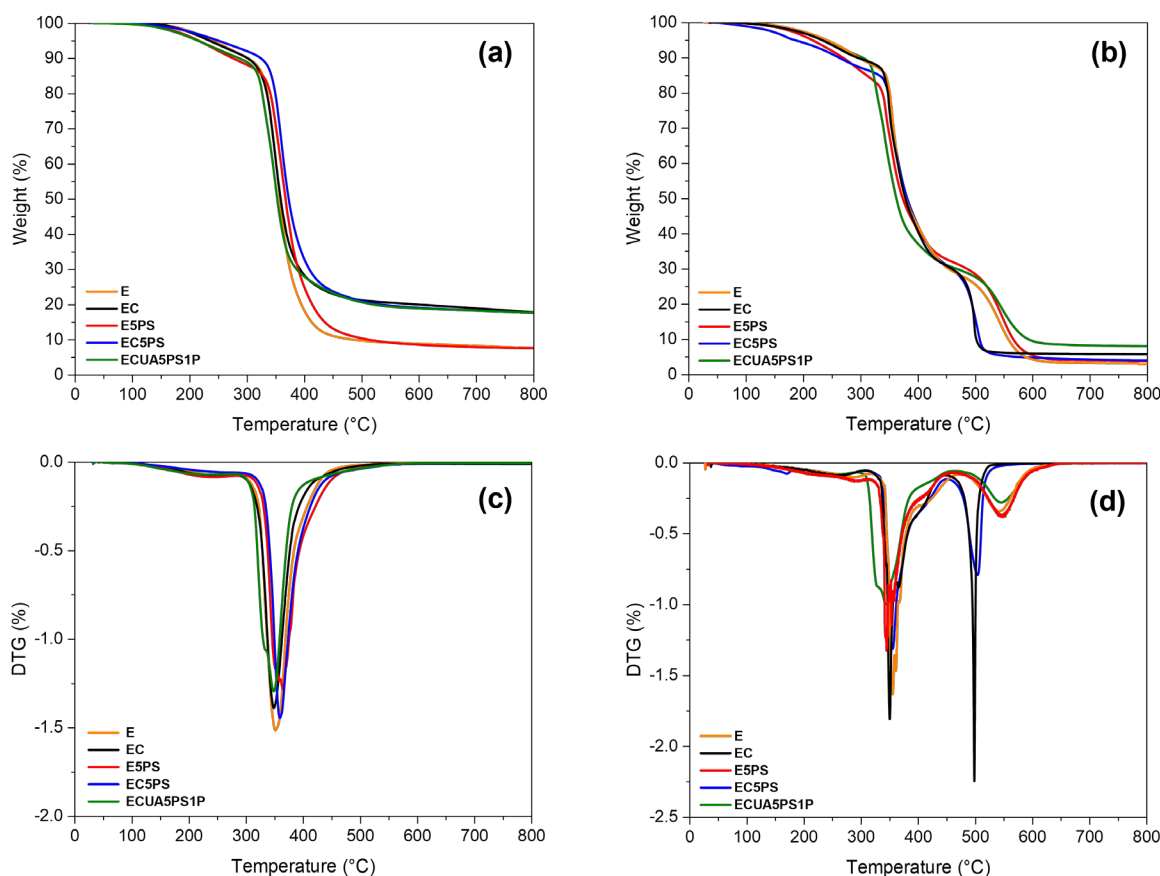 (a)
Weight (%)
100
90
80
70
60
50
40
30
20
10
0
E
EC
E5PS
EC5PS
ECUA5PS1P
0 100 200 300 400 500 600 700 800
Temperature (°C)
(b)
Weight (%)
100
90
80
70
60
50
40
30
20
10
0
E
EC
E5PS
EC5PS
ECUA5PS1P
0 100 200 300 400 500 600 700 800
Temperature (°C)
(c)
DTG (%)
0.0
-0.5
-1.0
-1.5
-2.0
E
EC
E5PS
EC5PS
ECUA5PS1P
0 100 200 300 400 500 600 700 800
Temperature (°C)
(d)
DTG (%)
0.0
-0.5
-1.0
-1.5
-2.0
-2.5
E
EC
E5PS
EC5PS
ECUA5PS1P
0 100 200 300 400 500 600 700 800
Temperature (°C)